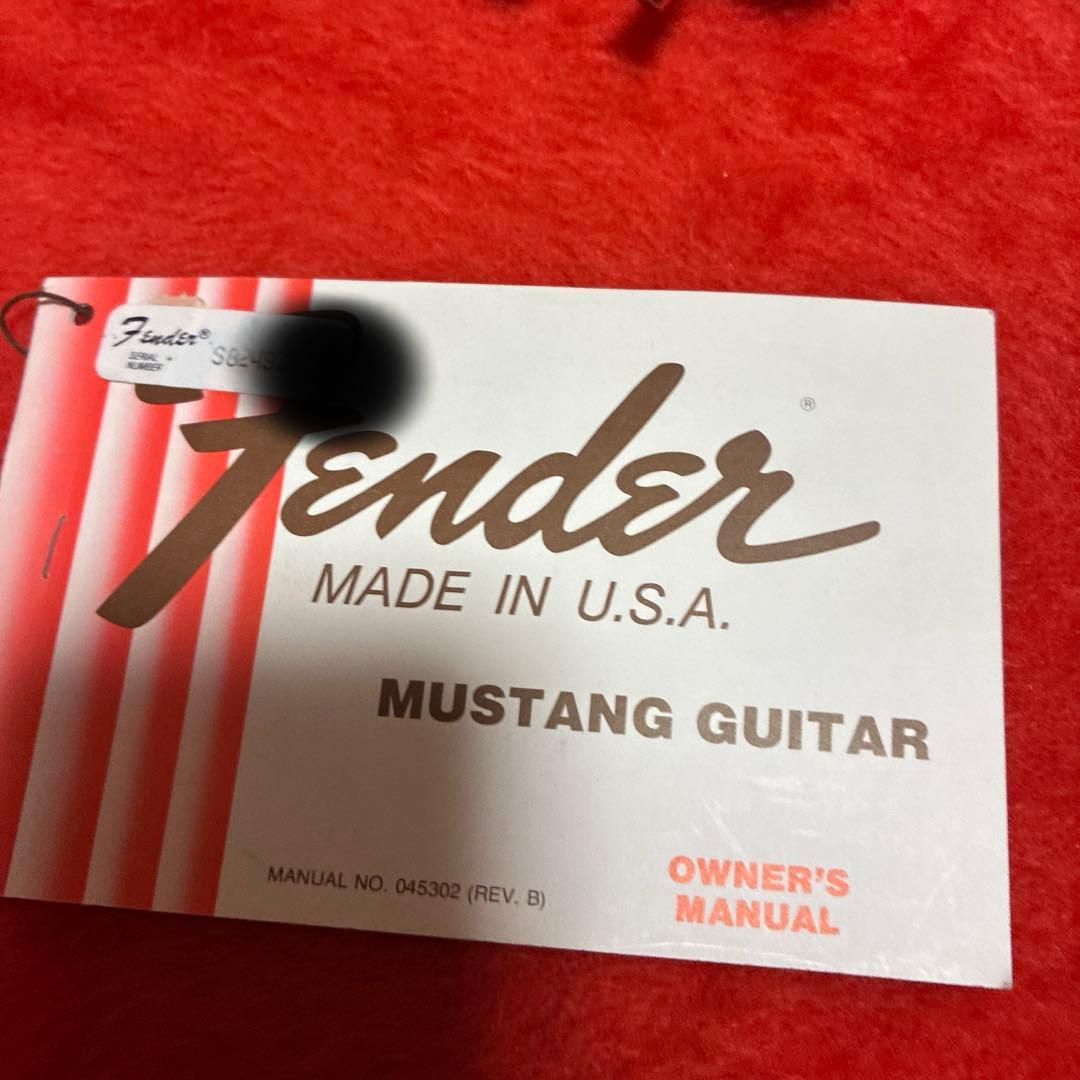 Fender®
SERIAL
NUMBER
Fender®
MADE IN U.S.A.
MUSTANG GUITAR
MANUAL NO. 045302 (REV. B)
OWNER'S
MANUAL